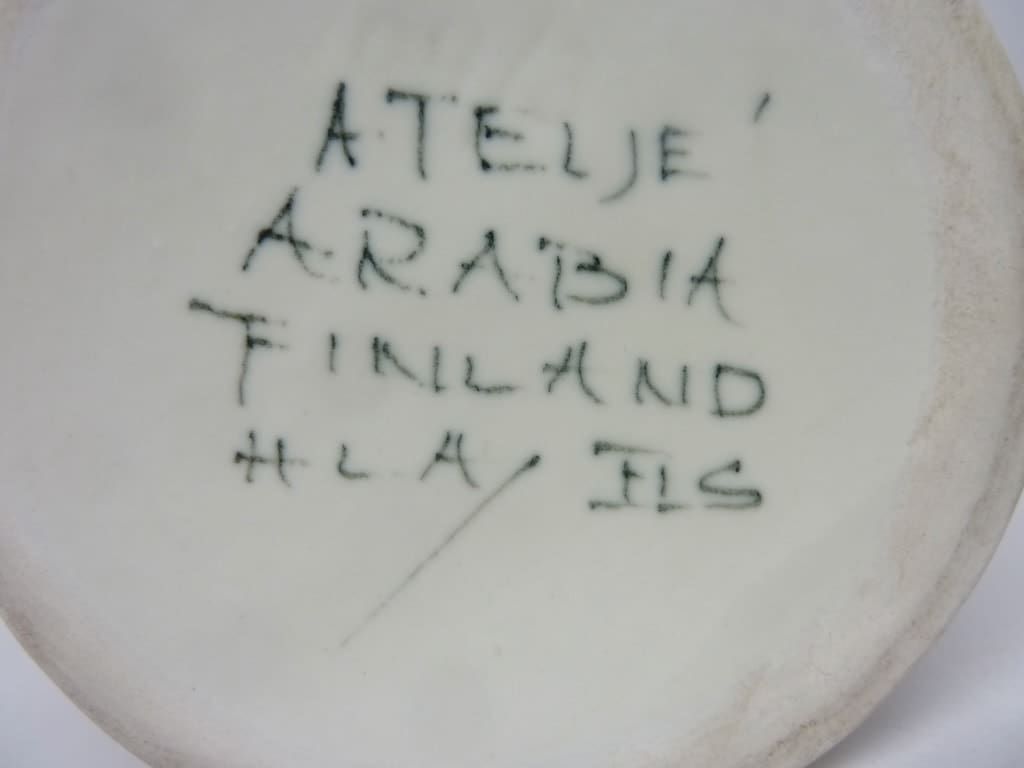 ATELJE´
ARABIA
FINLAND
HLA/ ILS